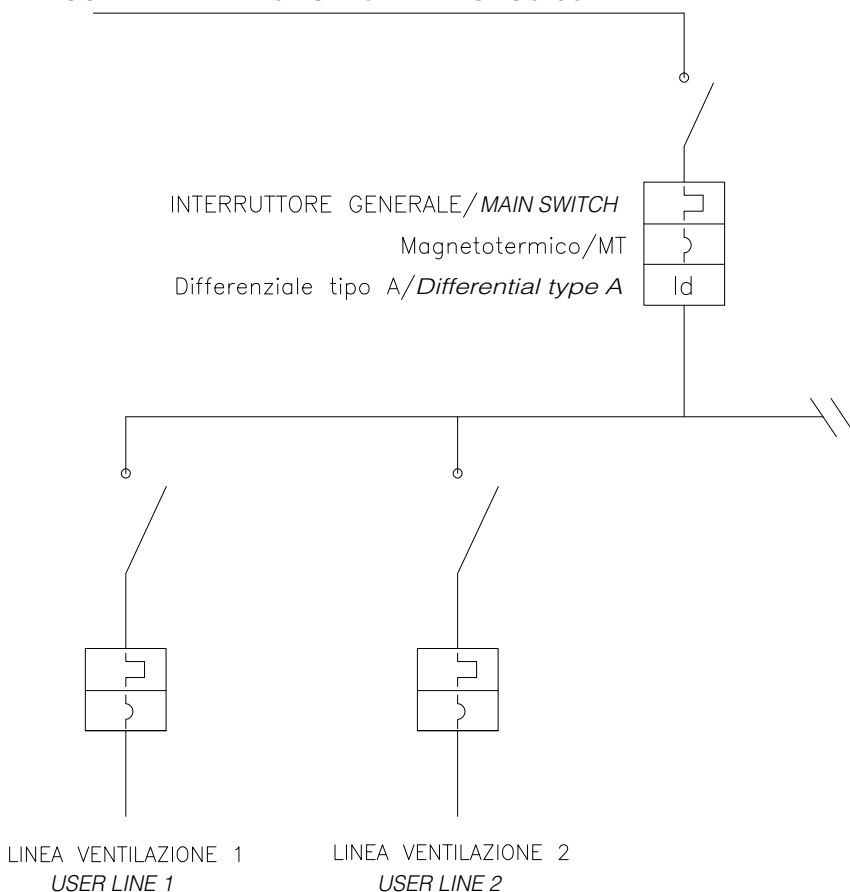 INTERRUTTORE GENERALE/MAIN SWITCH
Magnetotermico/MT
Differenziale tipo A/Differential type A
Id
LINEA VENTILAZIONE 1
USER LINE 1
LINEA VENTILAZIONE 2
USER LINE 2